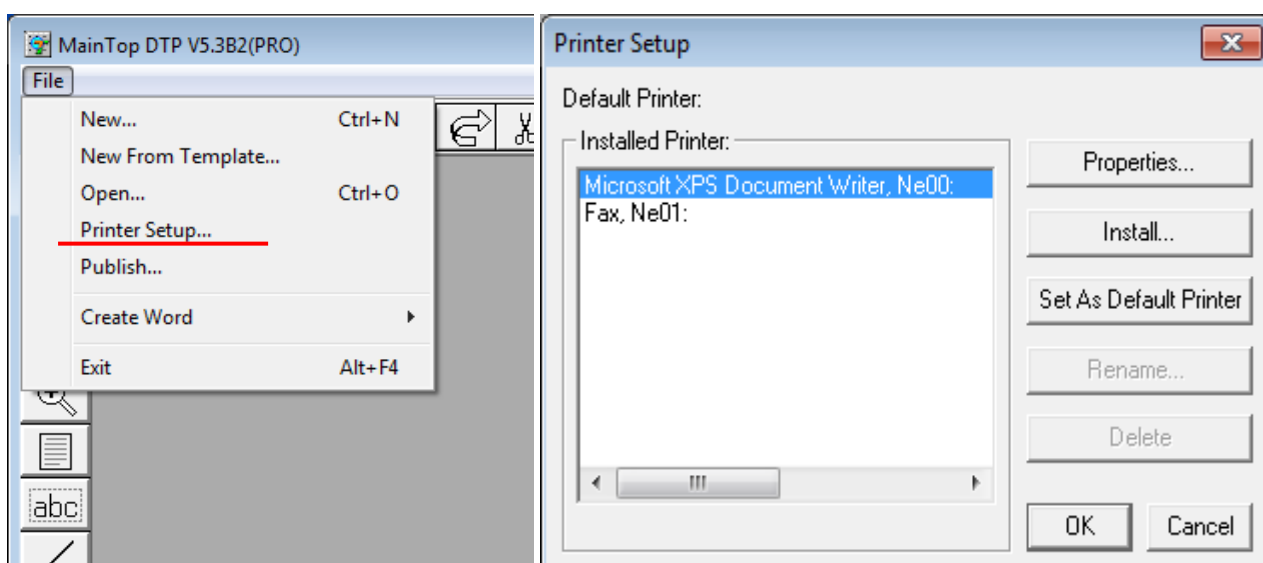 MainTop DTP V5.3B2(PRO)
File
New... Ctrl+N
New From Template...
Open... Ctrl+O
Printer Setup...
Publish...
Create Word
Exit Alt+F4
abc
Printer Setup
Default Printer:
Installed Printer:
Microsoft XPS Document Writer, Ne00:
Fax, Ne01:
Properties...
Install...
Set As Default Printer
Rename...
Delete
OK Cancel